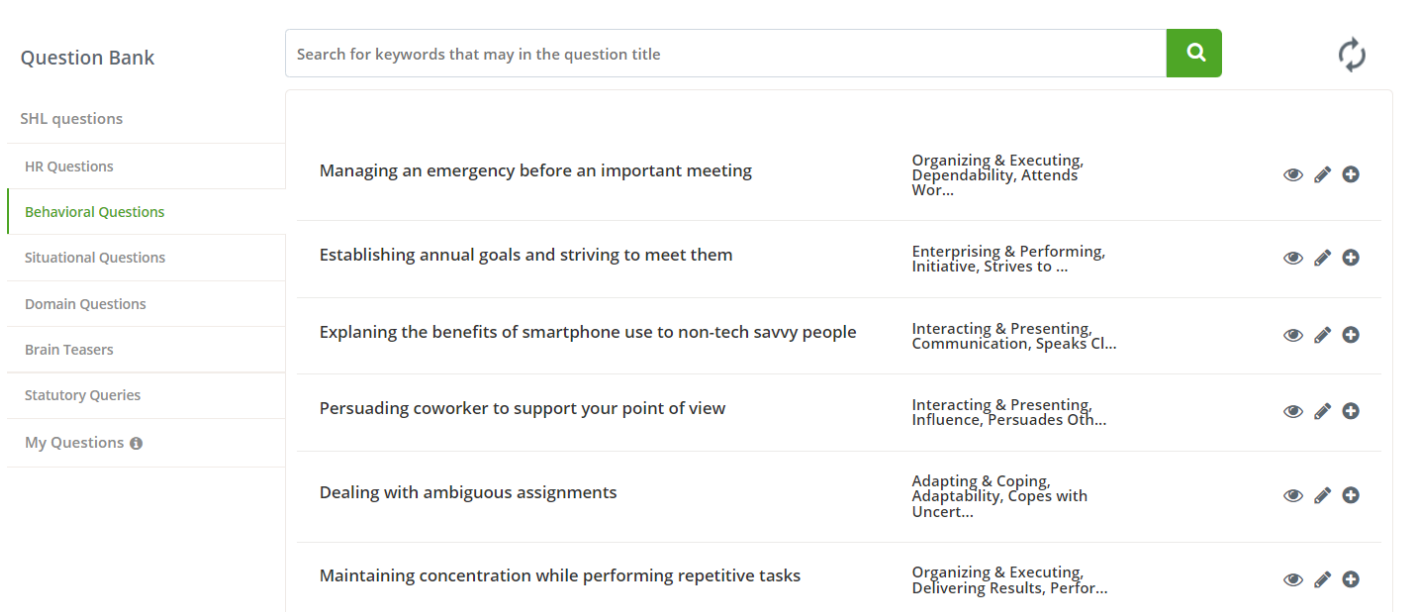 Question Bank
Search for keywords that may in the question title
SHL questions
HR Questions
Behavioral Questions
Situational Questions
Domain Questions
Brain Teasers
Statutory Queries
My Questions
Managing an emergency before an important meeting
Organizing & Executing,
Dependability, Attends
Wor...
Establishing annual goals and striving to meet them
Enterprising & Performing,
Initiative, Strives to ...
Explaning the benefits of smartphone use to non-tech savvy people
Interacting & Presenting,
Communication, Speaks Cl...
Persuading coworker to support your point of view
Interacting & Presenting,
Influence, Persuades Oth...
Dealing with ambiguous assignments
Adapting & Coping,
Adaptability, Copes with
Uncert...
Maintaining concentration while performing repetitive tasks
Organizing & Executing,
Delivering Results, Perfor...